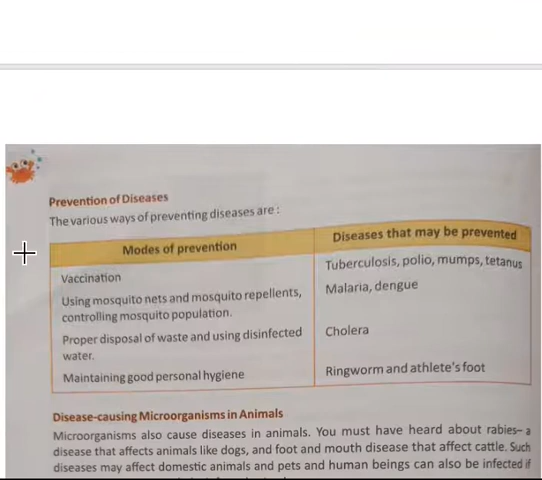 Prevention of Diseases
The various ways of preventing diseases are :
Modes of prevention
Diseases that may be prevented
Vaccination
Tuberculosis, polio, mumps, tetanus
Using mosquito nets and mosquito repellents,
controlling mosquito population.
Malaria, dengue
Proper disposal of waste and using disinfected
water.
Cholera
Maintaining good personal hygiene
Ringworm and athlete's foot
Disease-causing Microorganisms in Animals
Microorganisms also cause diseases in animals. You must have heard about rabies– a
disease that affects animals like dogs, and foot and mouth disease that affect cattle. Such
diseases may affect domestic animals and pets and human beings can also be infected if